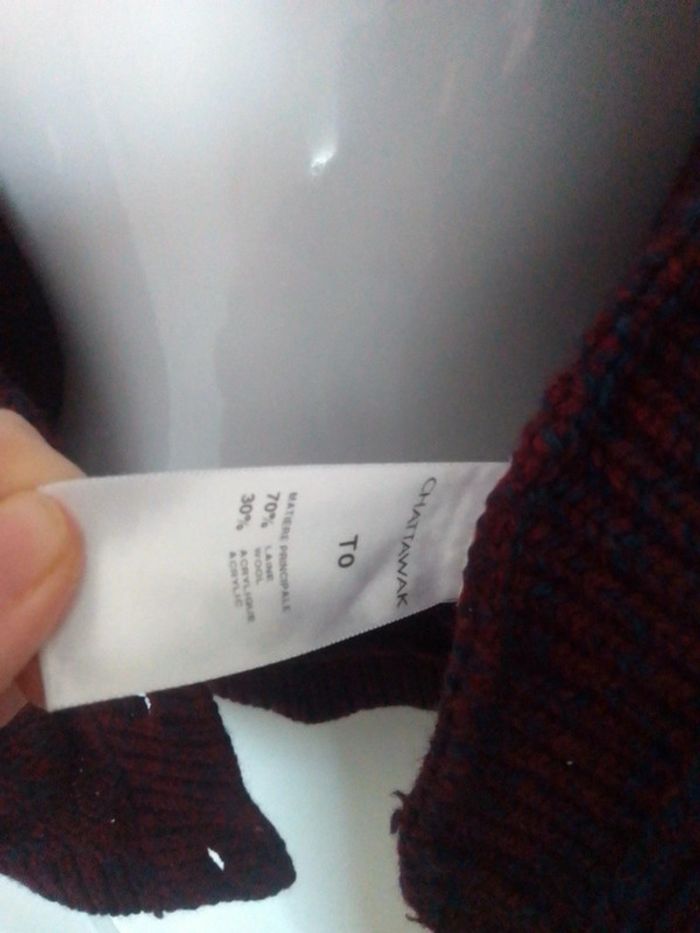 CHATTAWAK
T0
MATIERE PRINCIPALE
70% LAINE
WOOL
30% ACRYLIQUE
ACRYLIC